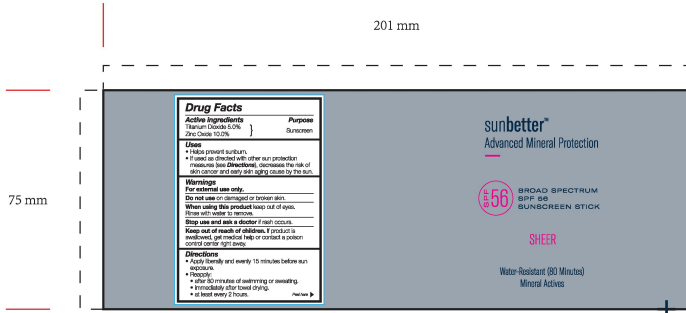 201 mm
75 mm
Drug Facts
Active Ingredients Purpose
Titanium Dioxide 5.0%
Zinc Oxide 10.0% } Sunscreen
Uses
• Helps prevent sunburn.
• If used as directed with other sun protection
measures (see Directions), decreases the risk of
skin cancer and early skin aging cause by the sun.
Warnings
For external use only.
Do not use on damaged or broken skin.
When using this product keep out of eyes.
Rinse with water to remove.
Stop use and ask a doctor if rash occurs.
Keep out of reach of children. If product is
swallowed, get medical help or contact a poison
control center right away.
Directions
• Apply liberally and evenly 15 minutes before sun
exposure.
• Reapply:
• after 80 minutes of swimming or sweating.
• immediately after towel drying.
• at least every 2 hours. Peel here ▶
sunbetter™
Advanced Mineral Protection
SPF 56
BROAD SPECTRUM
SPF 56
SUNSCREEN STICK
SHEER
Water-Resistant (80 Minutes)
Mineral Actives